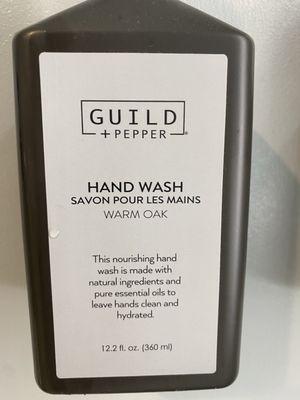 GUILD
+ PEPPER®
HAND WASH
SAVON POUR LES MAINS
WARM OAK
This nourishing hand
wash is made with
natural ingredients and
pure essential oils to
leave hands clean and
hydrated.
12.2 fl. oz. (360 ml)